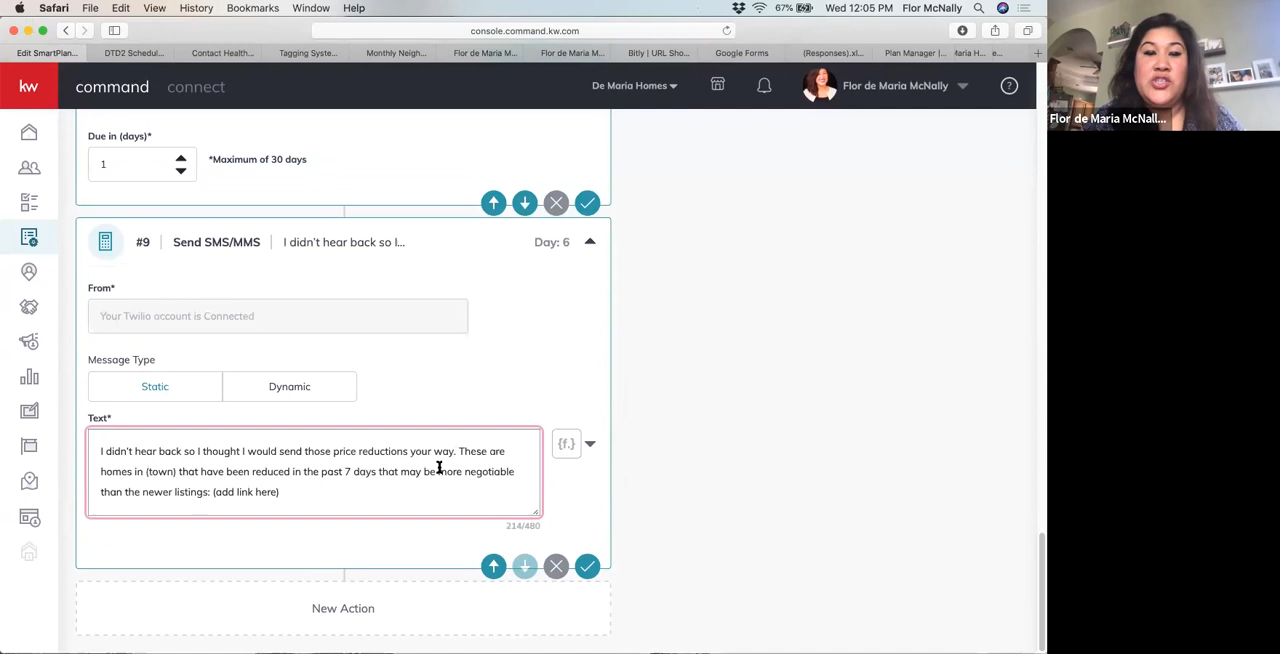 Safari File Edit View History Bookmarks Window Help
67% Wed 12:05 PM Flor McNally
console.command.kw.com
Edit SmartPlan... DTD2 Schedul... Contact Health... Tagging Syste... Monthly Neigh... Flor de Maria M... Flor de Maria M... Bitly | URL Sho... Google Forms (Responses).xl... Plan Manager |... Maria H... e...
kw command connect De Maria Homes Flor de Maria McNally ?
Flor de Maria McNall...
Due in (days)*
1 *Maximum of 30 days
#9 Send SMS/MMS I didn't hear back so I... Day: 6
From*
Your Twilio account is Connected
Message Type
Static Dynamic
Text*
I didn't hear back so I thought I would send those price reductions your way. These are
homes in (town) that have been reduced in the past 7 days that may be more negotiable
than the newer listings: (add link here)
{f.}
214/480
New Action